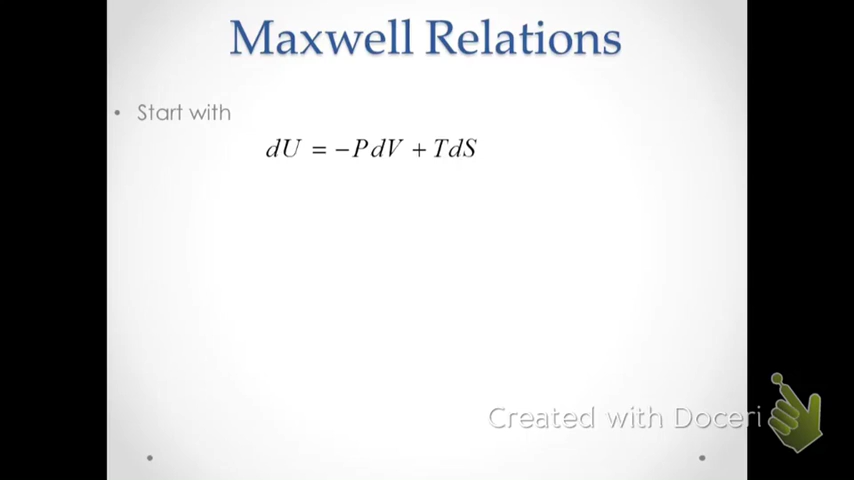 Maxwell Relations
• Start with
dU = −PdV + TdS
Created with Doceri